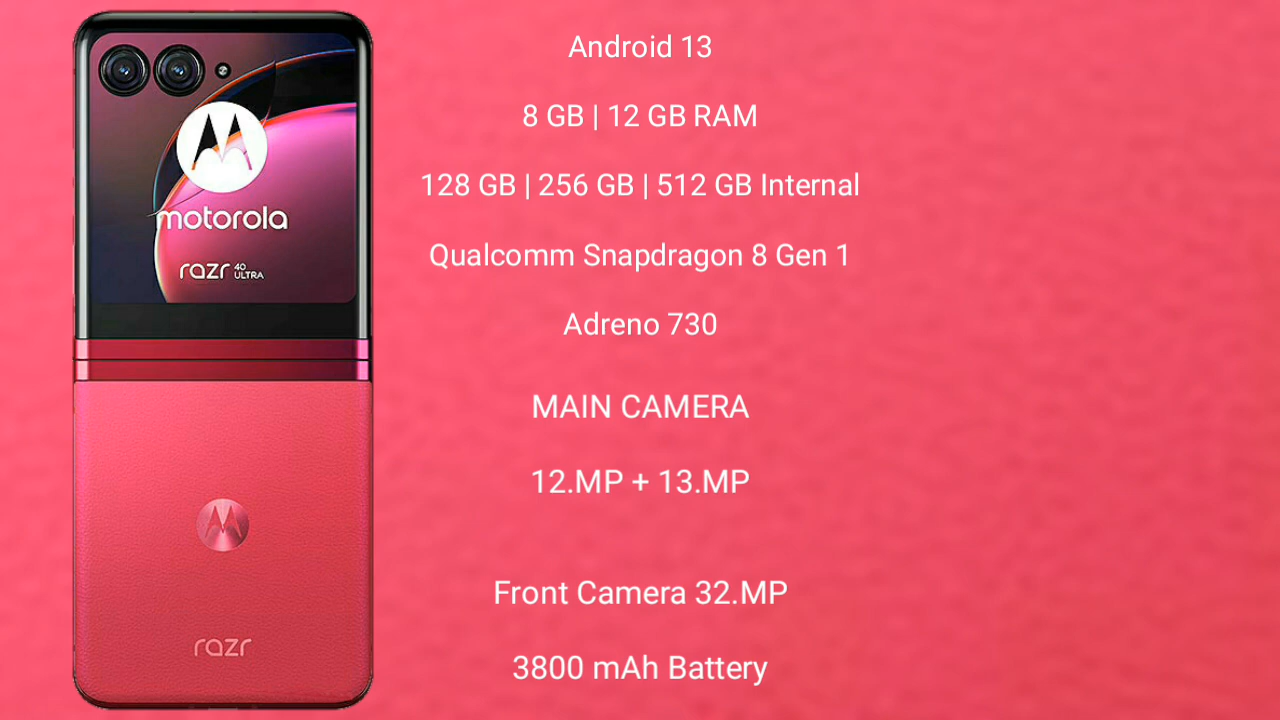 motorola
razr 40 ULTRA
razr
Android 13
8 GB | 12 GB RAM
128 GB | 256 GB | 512 GB Internal
Qualcomm Snapdragon 8 Gen 1
Adreno 730
MAIN CAMERA
12.MP + 13.MP
Front Camera 32.MP
3800 mAh Battery